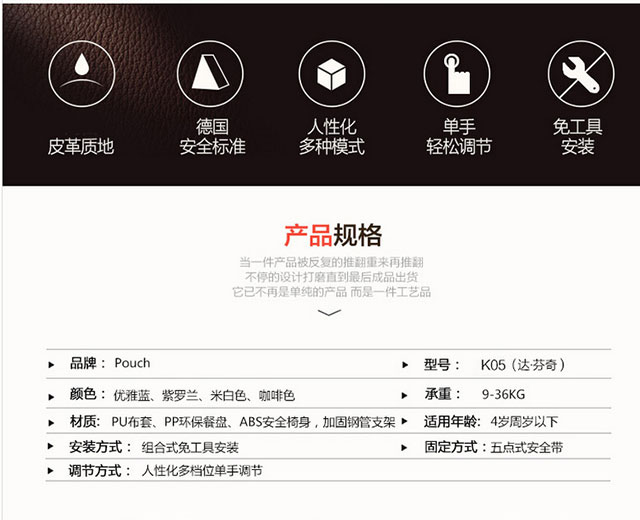 皮革质地
德国
安全标准
人性化
多种模式
单手
轻松调节
免工具
安装
产品规格
当一件产品被反复的推翻重来再推翻
不停的设计打磨直到最后成品出货
它已不再是单纯的产品 而是一件工艺品
品牌： Pouch
型号： K05（达·芬奇）
颜色： 优雅蓝、紫罗兰、米白色、咖啡色
承重： 9-36KG
材质: PU布套、PP环保餐盘、ABS安全椅身，加固钢管支架
适用年龄: 4岁周岁以下
安装方式： 组合式免工具安装
固定方式：五点式安全带
调节方式： 人性化多档位单手调节